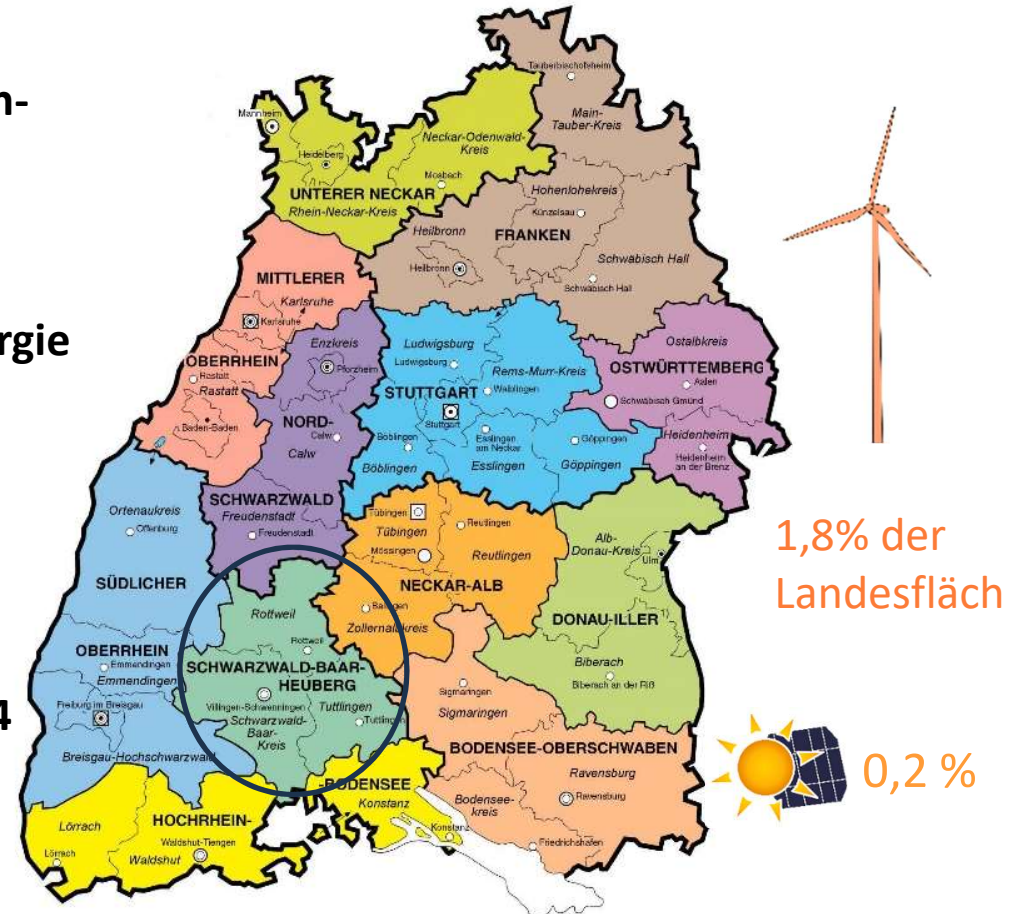 n-
rgie
4
Tauberbischofsheim
Main-
Tauber-Kreis
Mannheim
Heidelberg
Neckar-Odenwald-
Kreis
Mosbach
UNTERER NECKAR
Rhein-Neckar-Kreis
Hohenlohekreis
Künzelsau
Heilbronn
FRANKEN
Heilbronn
Schwäbisch Hall
Schwäbisch Hall
MITTLERER
Karlsruhe
Karlsruhe
OBERRHEIN
Rastatt
Rastatt
Baden-Baden
Enzkreis
Pforzheim
NORD-
Calw
Calw
SCHWARZWALD
Freudenstadt
Freudenstadt
Ludwigsburg
Ludwigsburg
Rems-Murr-Kreis
Waiblingen
STUTTGART
Stuttgart
Böblingen
Böblingen
Esslingen
am Neckar
Esslingen
Göppingen
Göppingen
Ostalbkreis
OSTWÜRTTEMBERG
Aalen
Schwäbisch Gmünd
Heidenheim
Heidenheim
an der Brenz
Ortenaukreis
Offenburg
SÜDLICHER
OBERRHEIN
Emmendingen
Emmendingen
Freiburg im Breisgau
Breisgau-Hochschwarzwald
Tübingen
Tübingen
Mössingen
Reutlingen
Reutlingen
NECKAR-ALB
Balingen
Zollernalbkreis
Alb-
Donau-Kreis
Ulm
DONAU-ILLER
Biberach
Biberach an der Riß
Rottweil
Rottweil
SCHWARZWALD-BAAR-
HEUBERG
Villingen-Schwenningen
Tuttlingen
Schwarzwald-
Baar-
Kreis
Tuttlingen
Sigmaringen
Sigmaringen
BODENSEE-OBERSCHWABEN
Ravensburg
Bodensee-
kreis
Ravensburg
Friedrichshafen
-BODENSEE
Konstanz
Konstanz
Lörrach
HOCHRHEIN-
Waldshut-Tiengen
Lörrach
Waldshut
1,8% der
Landesfläch
0,2 %